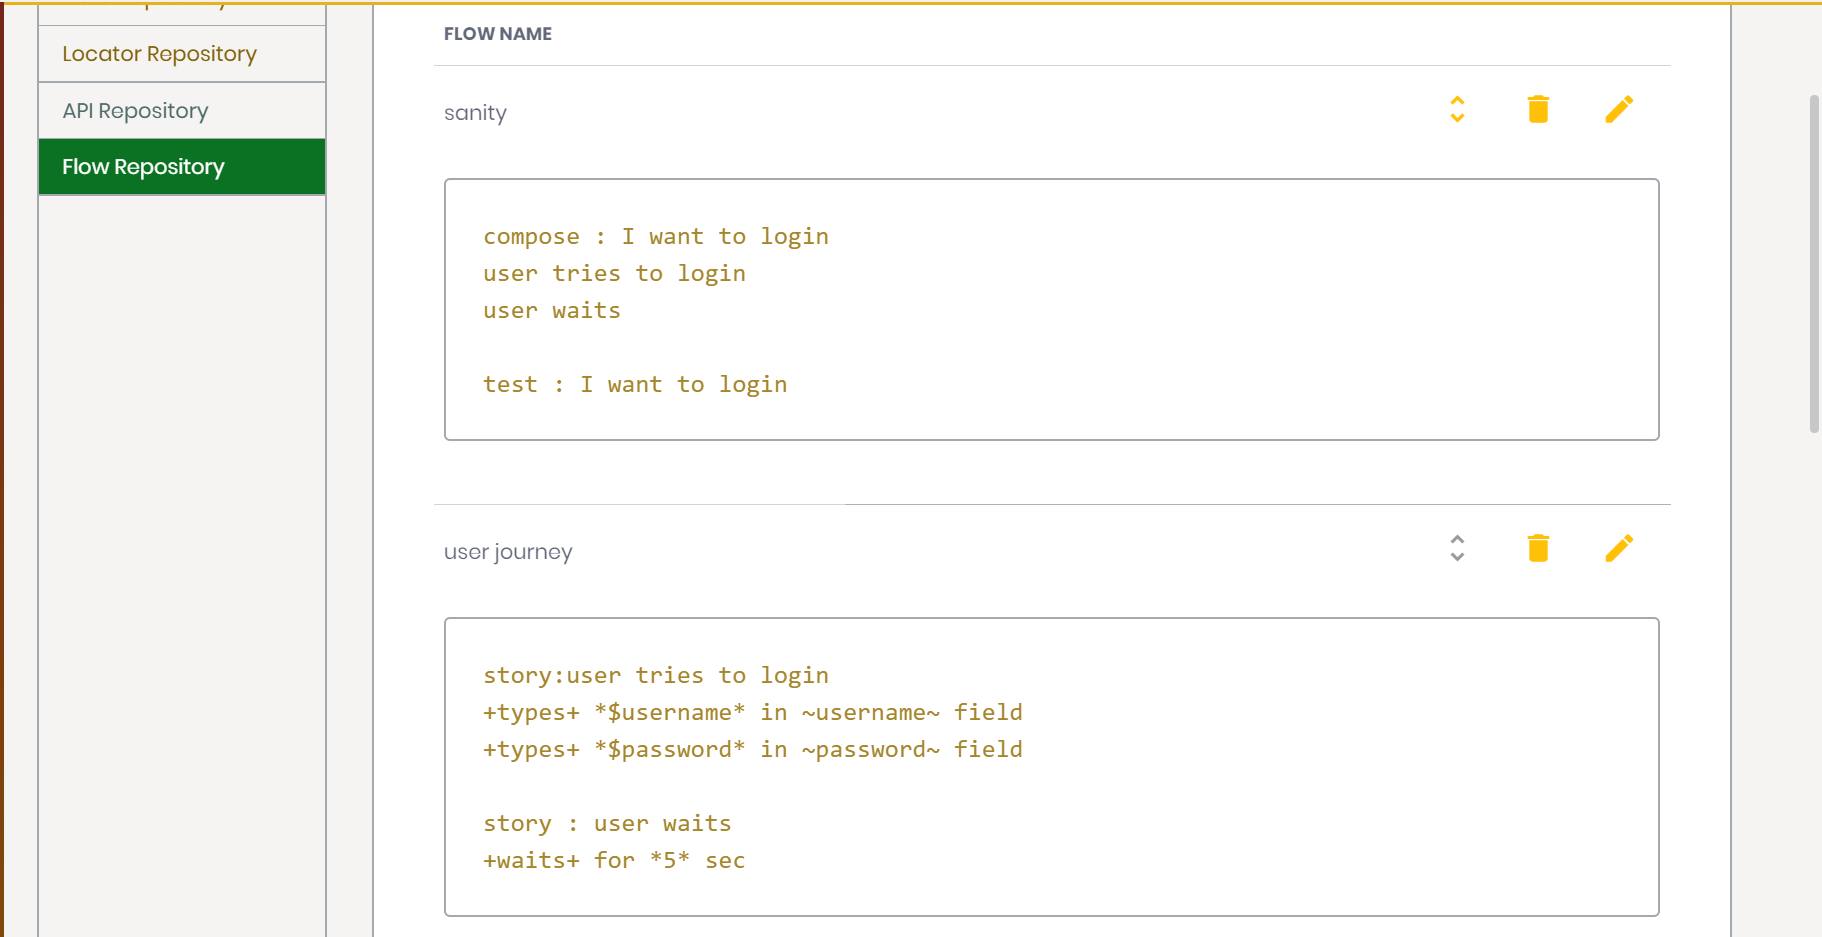 Locator Repository
API Repository
Flow Repository
FLOW NAME
sanity
compose : I want to login
user tries to login
user waits
test : I want to login
user journey
story:user tries to login
+types+ *$username* in ~username~ field
+types+ *$password* in ~password~ field
story : user waits
+waits+ for *5* sec